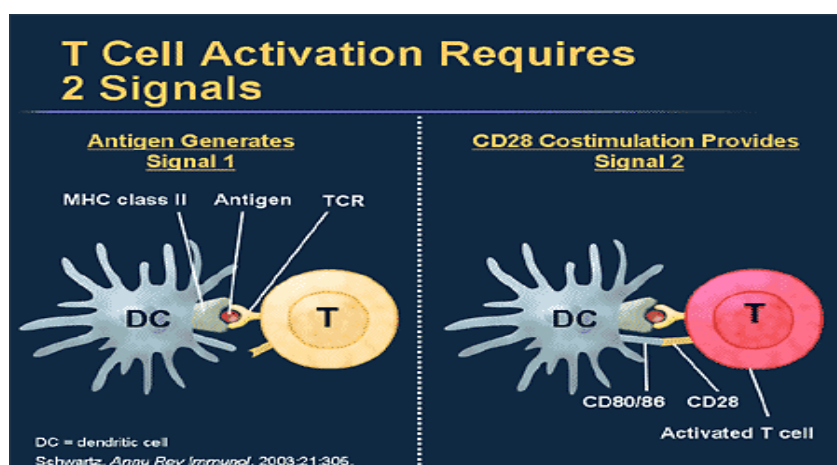 T Cell Activation Requires
2 Signals
Antigen Generates
Signal 1
MHC class II Antigen TCR
DC
T
DC = dendritic cell
Schwartz. Annu Rev Immunol. 2003;21:305.
CD28 Costimulation Provides
Signal 2
DC
T
CD80/86 CD28
Activated T cell